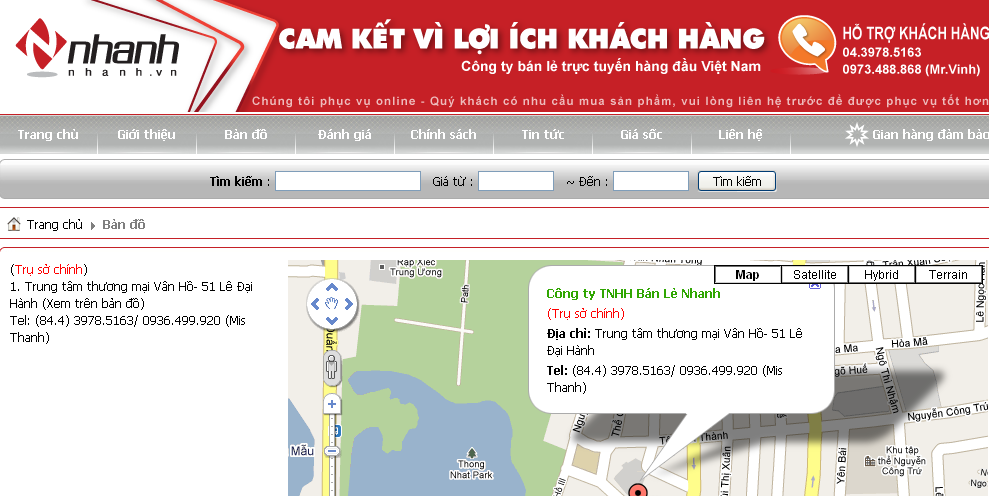 nhanh
nhanh.vn
CAM KẾT VÌ LỢI ÍCH KHÁCH HÀNG
Công ty bán lẻ trực tuyến hàng đầu Việt Nam
HỖ TRỢ KHÁCH HÀNG
04.3978.5163
0973.488.868 (Mr.Vinh)
Chúng tôi phục vụ online - Quý khách có nhu cầu mua sản phẩm, vui lòng liên hệ trước để được phục vụ tốt hơn
Trang chủ Giới thiệu Bản đồ Đánh giá Chính sách Tin tức Giá sốc Liên hệ Gian hàng đảm bảo
Tìm kiếm : Giá từ : ~ Đến : Tìm kiếm
Trang chủ Bản đồ
(Trụ sở chính)
1. Trung tâm thương mại Vân Hồ- 51 Lê Đại
Hành (Xem trên bản đồ)
Tel: (84.4) 3978.5163/ 0936.499.920 (Mis
Thanh)
Map Satellite Hybrid Terrain
Công ty TNHH Bán Lẻ Nhanh
(Trụ sở chính)
Địa chỉ: Trung tâm thương mại Vân Hồ- 51 Lê
Đại Hành
Tel: (84.4) 3978.5163/ 0936.499.920 (Mis
Thanh)
Rạp Xiếc
Trung Ương
Path
Trần Xuân
Lê Ngọc
Hòa Mã
Ma
Ngô Thì Nhậm
Huế
Nguyễn Công Trứ
Thành
Thị Xuân
Yên Bái
Khu tập
thể Nguyễn
Công Trứ
Thong
Nhat Park
Mẫu